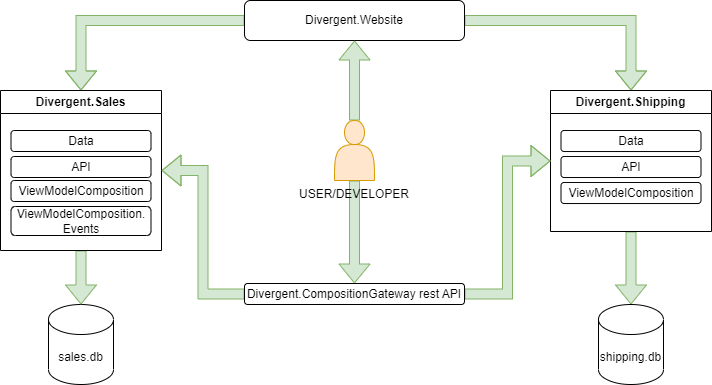 Divergent.Website
Divergent.Sales
Data
API
ViewModelComposition
ViewModelComposition.
Events
USER/DEVELOPER
Divergent.Shipping
Data
API
ViewModelComposition
Divergent.CompositionGateway rest API
sales.db
shipping.db